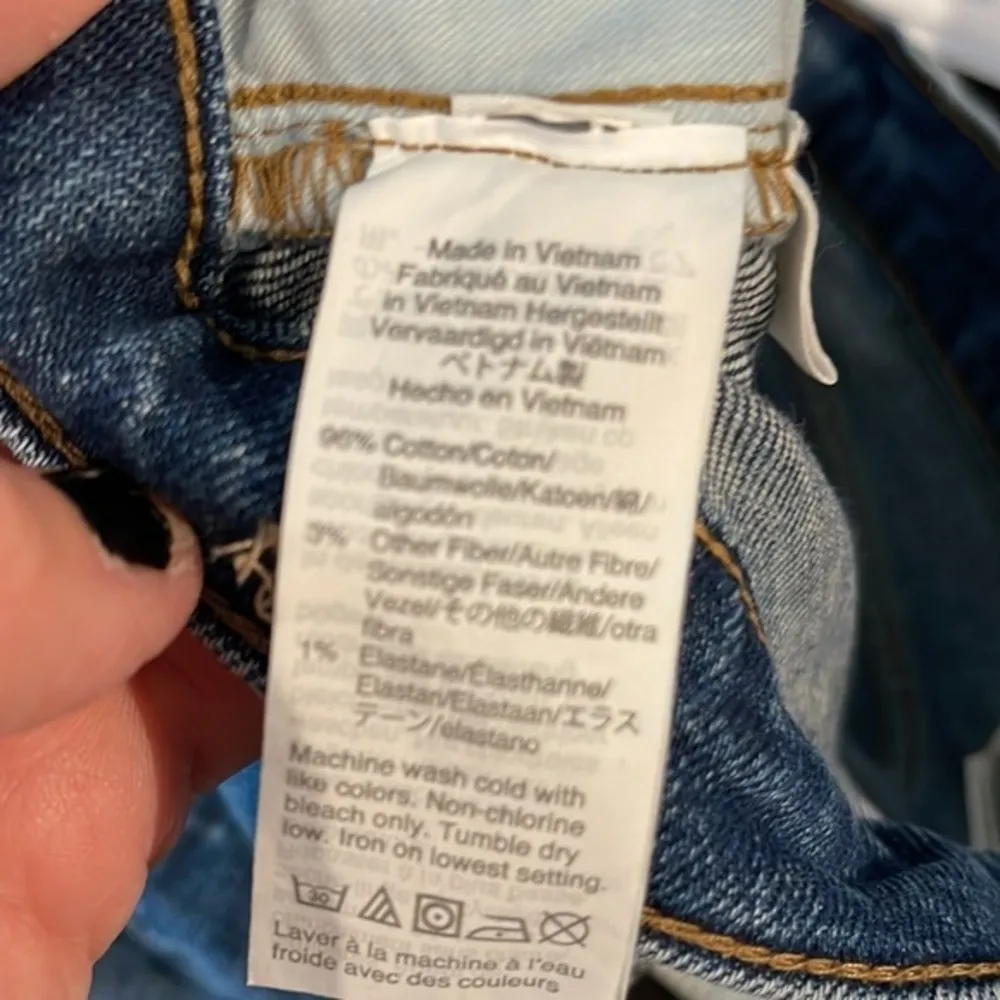 Made in Vietnam
Fabriqué au Vietnam
in Vietnam Hergestellt
Vervaardigd in Viëtnam
ベトナム製
Hecho en Vietnam
96% Cotton/Coton/
Baumwolle/Katoen/綿/
algodón
3% Other Fiber/Autre Fibre/
Sonstige Faser/Andere
Vezel/その他の繊維/otra
fibra
1% Elastane/Élasthanne/
Elastan/Elastaan/エラス
テーン/elastano
Machine wash cold with
like colors. Non-chlorine
bleach only. Tumble dry
low. Iron on lowest setting.
30
Laver à la machine à l'eau
froide avec des couleurs